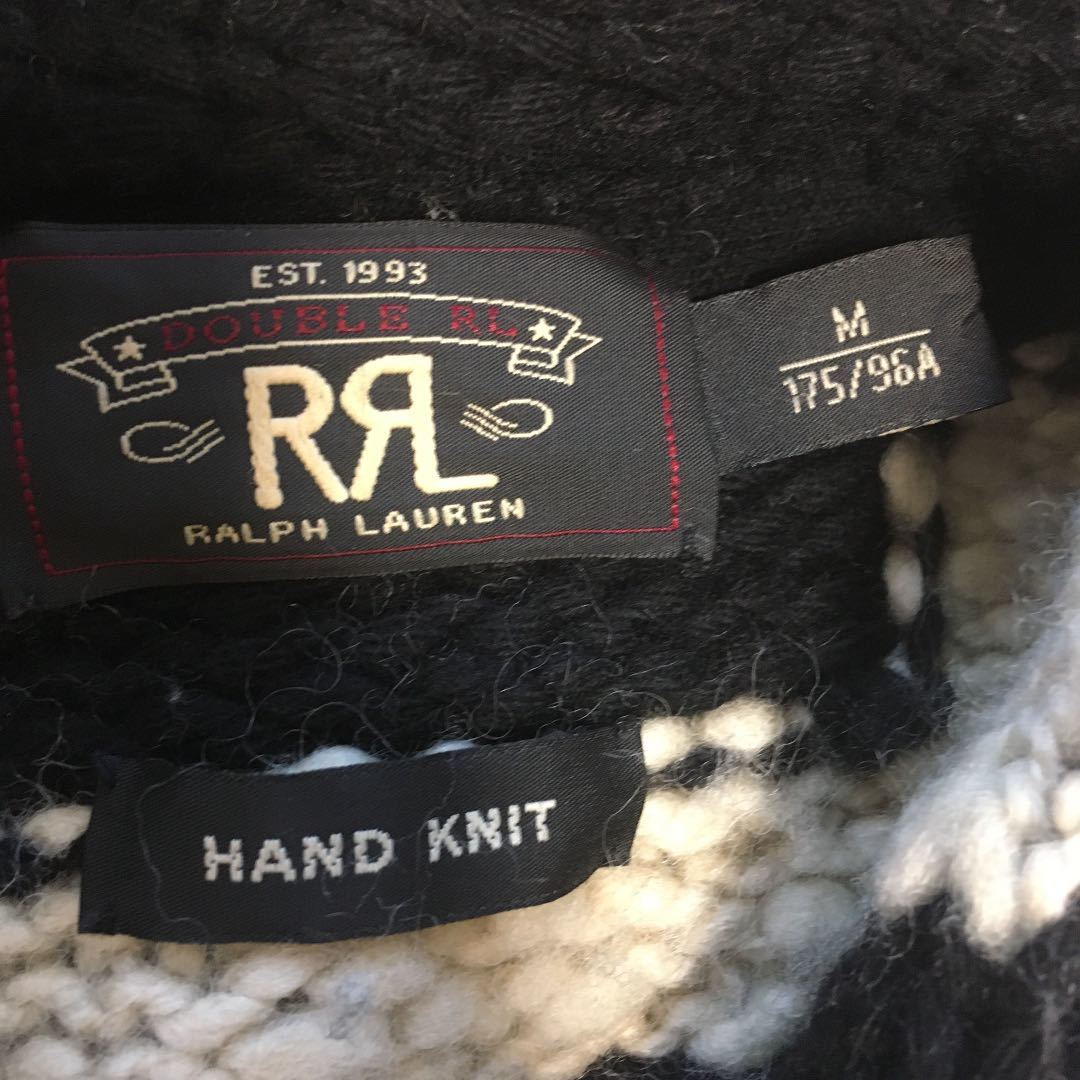 EST. 1993
DOUBLE RL
RRL
RALPH LAUREN
M
175/96A
HAND KNIT